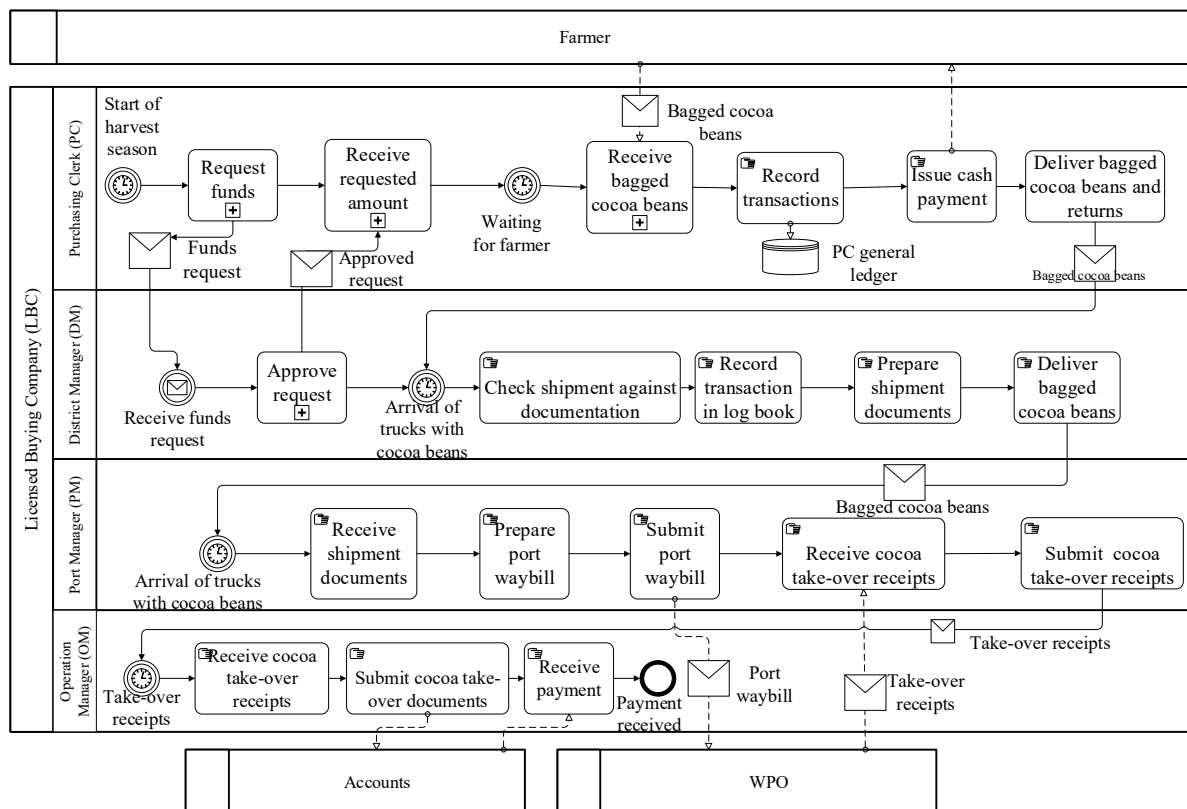 Farmer
Licensed Buying Company (LBC)
Purchasing Clerk (PC)
Start of
harvest
season
Request
funds
Receive
requested
amount
Waiting
for farmer
Bagged cocoa
beans
Receive
bagged
cocoa beans
Record
transactions
Issue cash
payment
Deliver bagged
cocoa beans and
returns
Funds
request
Approved
request
PC general
ledger
Bagged cocoa beans
District Manager (DM)
Receive funds
request
Approve
request
Arrival of
trucks with
cocoa beans
Check shipment against
documentation
Record
transaction
in log book
Prepare
shipment
documents
Deliver
bagged
cocoa beans
Port Manager (PM)
Bagged cocoa beans
Arrival of trucks
with cocoa beans
Receive
shipment
documents
Prepare
port
waybill
Submit
port
waybill
Receive cocoa
take-over receipts
Submit cocoa
take-over receipts
Operation
Manager (OM)
Take-over receipts
Take-over
receipts
Receive cocoa
take-over
receipts
Submit cocoa take-
over documents
Receive
payment
Payment
received
Port
waybill
Take-over
receipts
Accounts
WPO